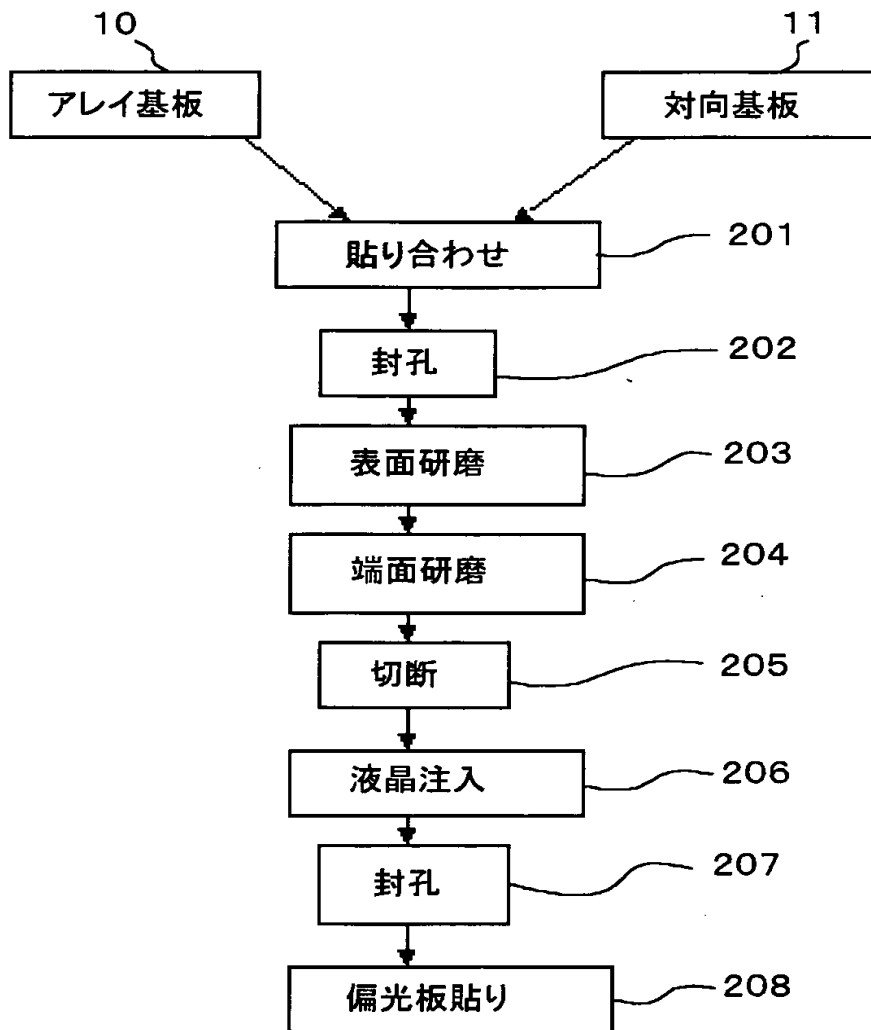 10
11
アレイ基板
対向基板
貼り合わせ
201
封孔
202
表面研磨
203
端面研磨
204
切断
205
液晶注入
206
封孔
207
偏光板貼り
208